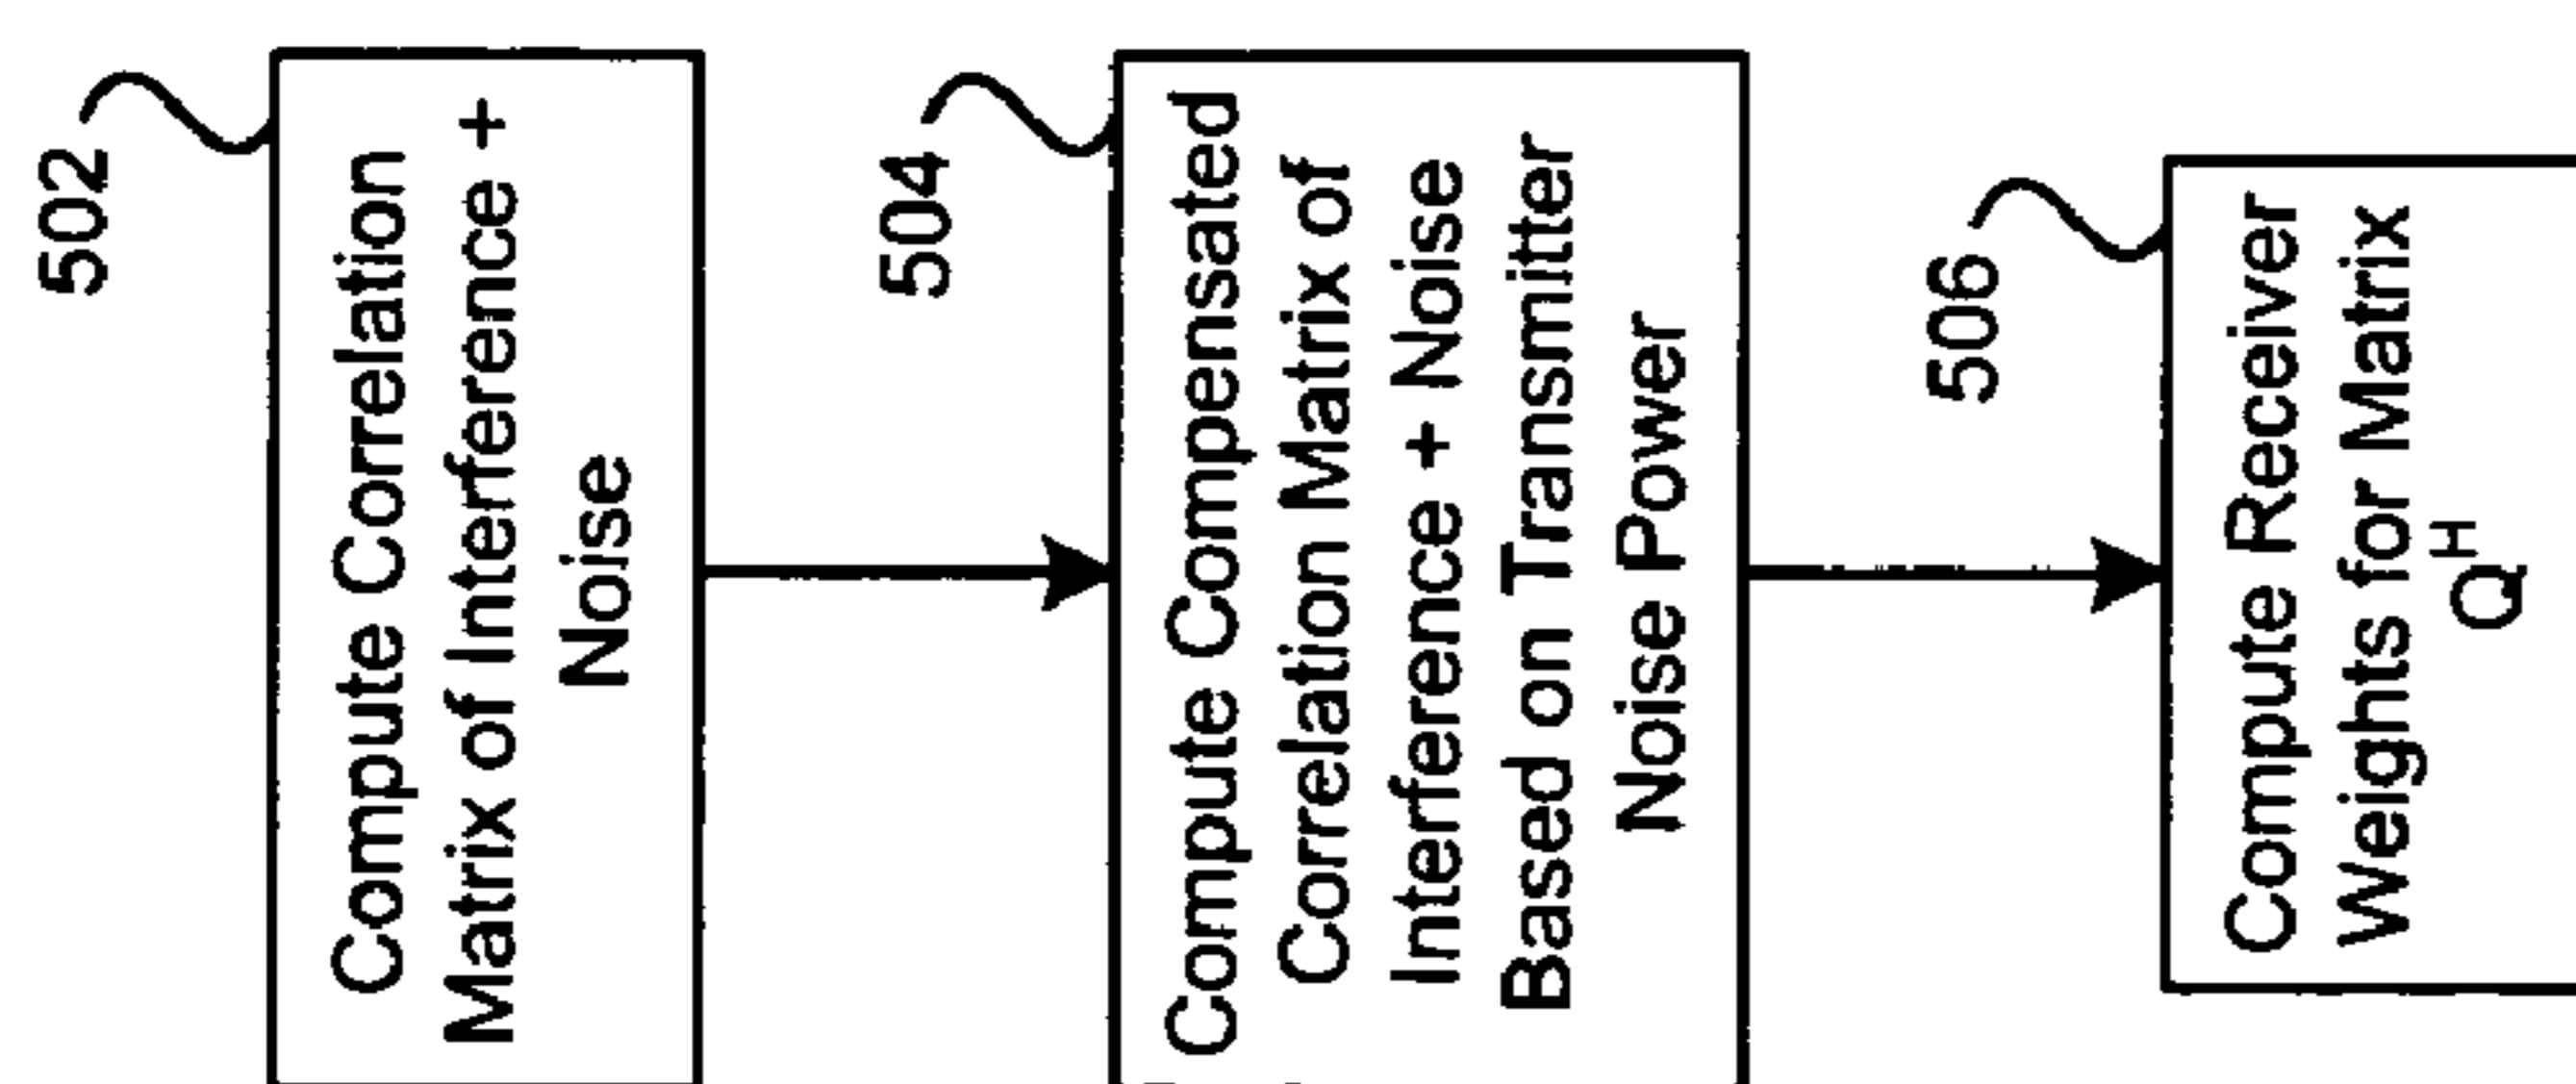 502
Compute Correlation
Matrix of Interference +
Noise
504
Compute Compensated
Correlation Matrix of
Interference + Noise
Based on Transmitter
Noise Power
506
Compute Receiver
Weights for Matrix
Q^H